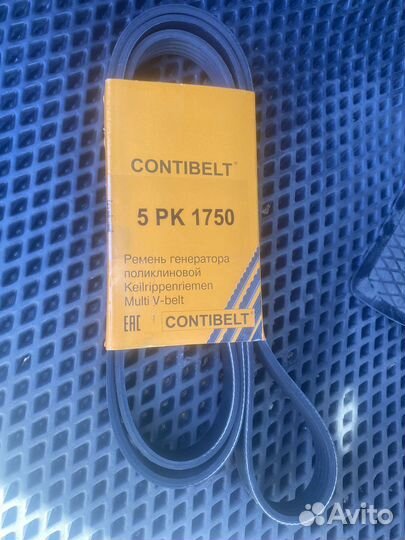 CONTIBELT®
5 PK 1750
Ремень генератора
поликлиновой
Keilrippenriemen
Multi V-belt
EAC CONTIBELT
Avito